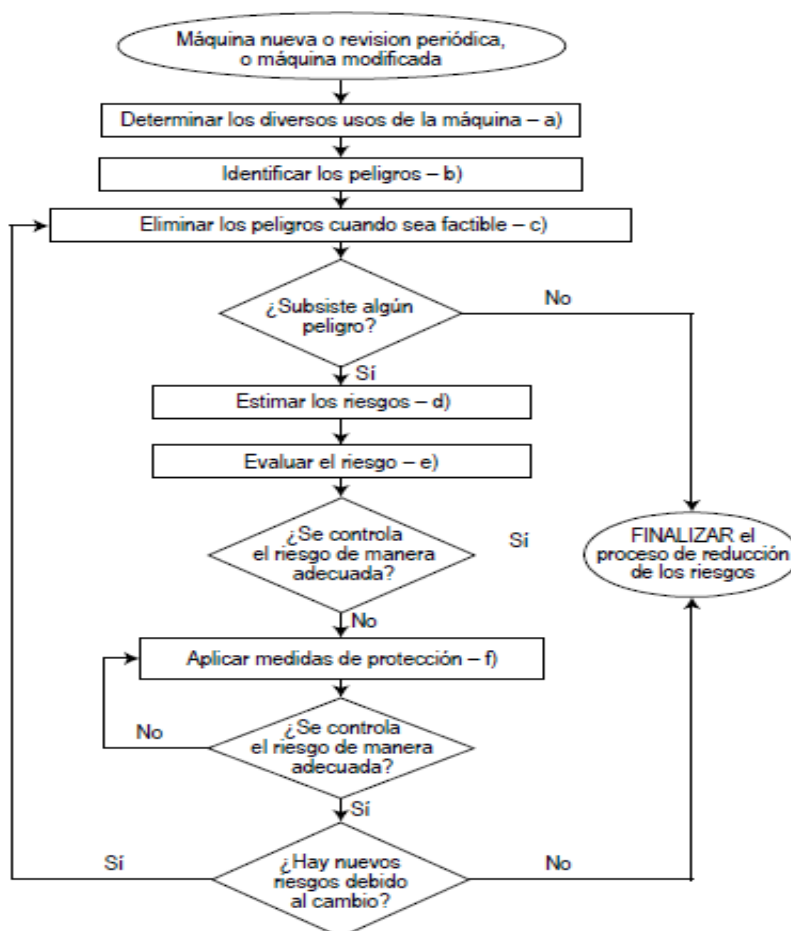 Máquina nueva o revision periódica,
o máquina modificada
Determinar los diversos usos de la máquina – a)
Identificar los peligros – b)
Eliminar los peligros cuando sea factible – c)
¿Subsiste algún
peligro?
No
Sí
Estimar los riesgos – d)
Evaluar el riesgo – e)
¿Se controla
el riesgo de manera
adecuada?
Sí
FINALIZAR el
proceso de reducción
de los riesgos
No
Aplicar medidas de protección – f)
No
¿Se controla
el riesgo de manera
adecuada?
Sí
Sí
¿Hay nuevos
riesgos debido
al cambio?
No